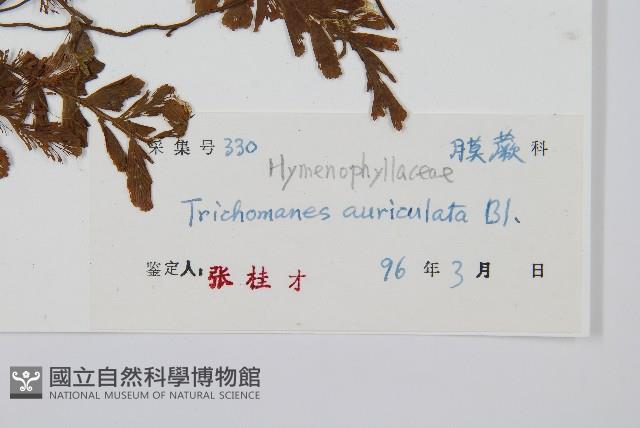 采集号 330 膜蕨 科
Hymenophyllaceae
Trichomanes auriculata Bl.
鉴定人: 张桂才 96 年 3 月 日
國立自然科學博物館
NATIONAL MUSEUM OF NATURAL SCIENCE